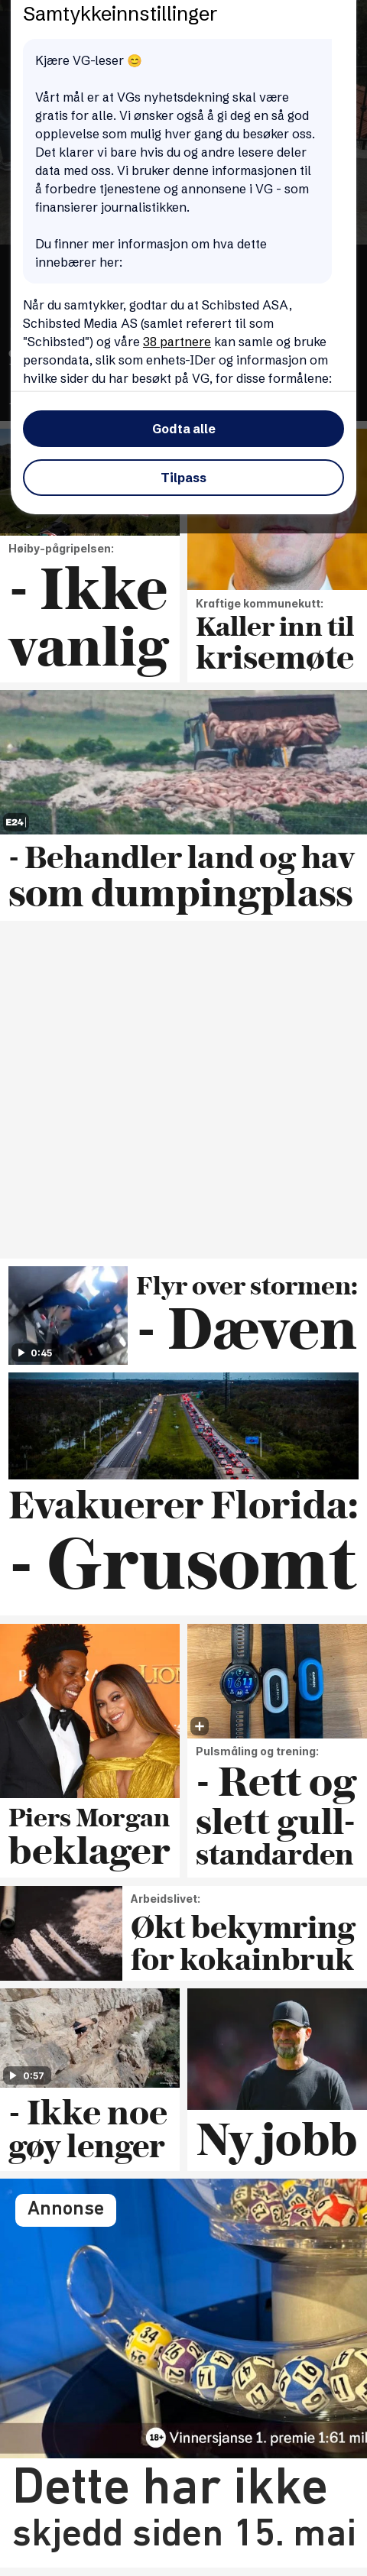 Samtykkeinnstillinger
Kjære VG-leser 😊
Vårt mål er at VGs nyhetsdekning skal være
gratis for alle. Vi ønsker også å gi deg en så god
opplevelse som mulig hver gang du besøker oss.
Det klarer vi bare hvis du og andre lesere deler
data med oss. Vi bruker denne informasjonen til
å forbedre tjenestene og annonsene i VG - som
finansierer journalistikken.
Du finner mer informasjon om hva dette
innebærer her:
Når du samtykker, godtar du at Schibsted ASA,
Schibsted Media AS (samlet referert til som
"Schibsted") og våre 38 partnere kan samle og bruke
persondata, slik som enhets-IDer og informasjon om
hvilke sider du har besøkt på VG, for disse formålene:
Godta alle
Tilpass
Høiby-pågripelsen:
- Ikke
vanlig
Kraftige kommunekutt:
Kaller inn til
krisemøte
E24
- Behandler land og hav
som dumpingplass
0:45
Flyr over stormen:
- Dæven
Evakuerer Florida:
- Grusomt
LION
Piers Morgan
beklager
Pulsmåling og trening:
- Rett og
slett gull-
standarden
Arbeidslivet:
Økt bekymring
for kokainbruk
0:57
- Ikke noe
gøy lenger
Ny jobb
Annonse
34
26
14
16
47
18+ Vinnersjanse 1. premie 1:61 mil
Dette har ikke
skjedd siden 15. mai